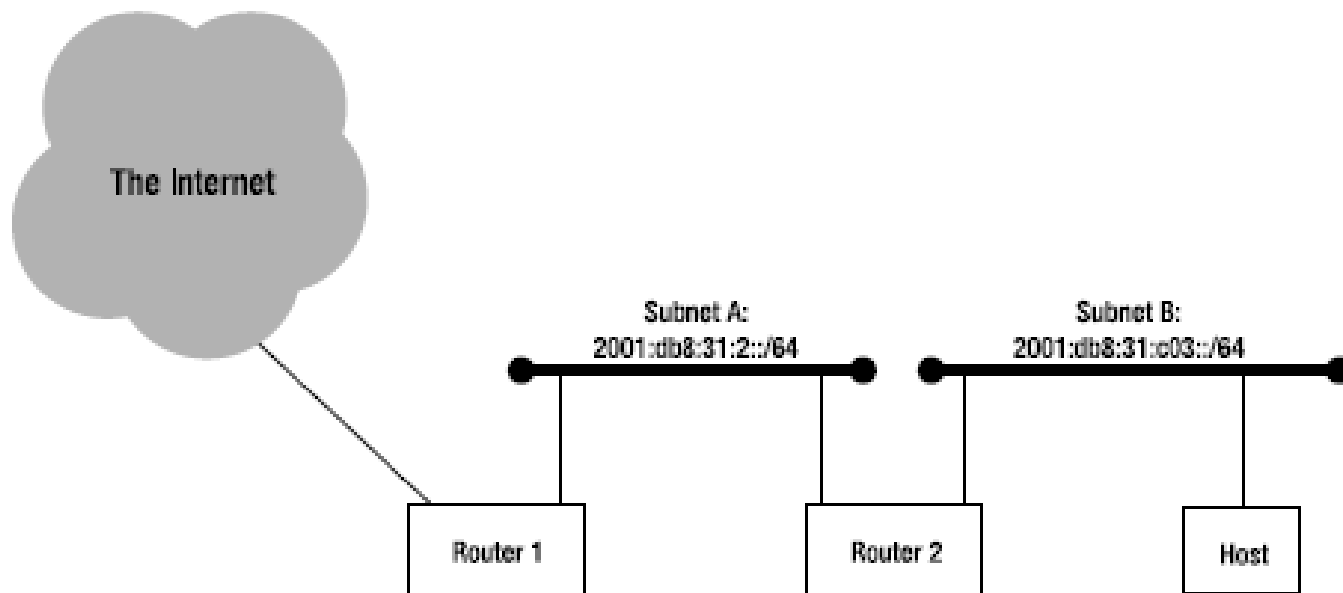 The Internet
Subnet A:
2001:db8:31:2::/64
Subnet B:
2001:db8:31:c03::/64
Router 1
Router 2
Host